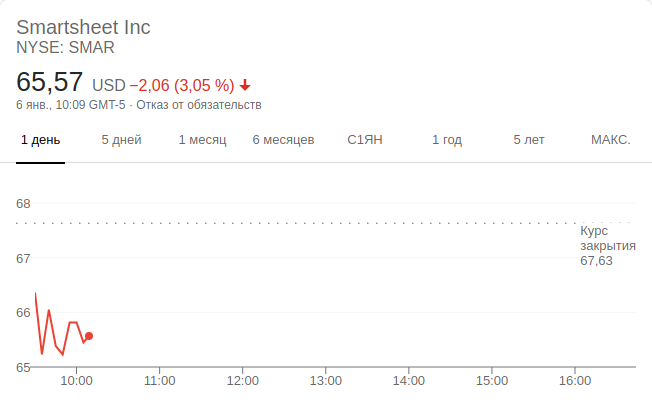 Smartsheet Inc
NYSE: SMAR
65,57 USD −2,06 (3,05 %)
6 янв., 10:09 GMT-5 · Отказ от обязательств
1 день 5 дней 1 месяц 6 месяцев С1ЯН 1 год 5 лет МАКС.
68
Курс
закрытия
67,63
67
66
65
10:00 11:00 12:00 13:00 14:00 15:00 16:00